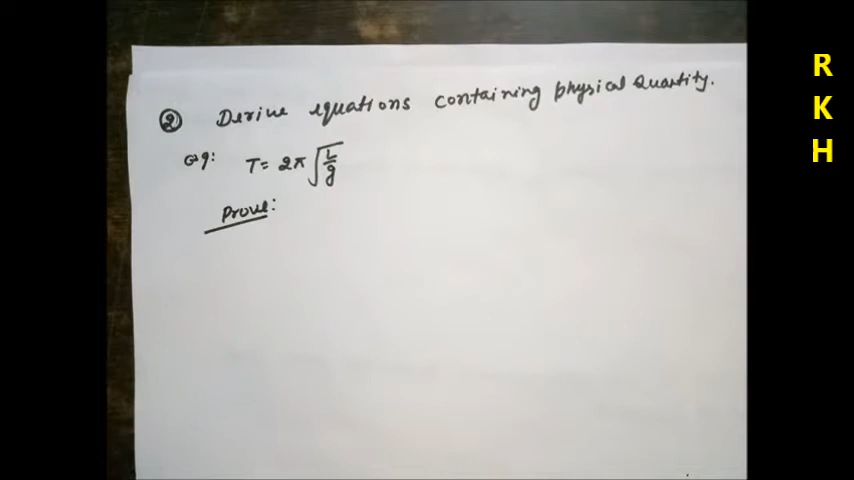 ② Derive equations containing physical Quantity.
eg: T = 2π√(L/g)
Prove:
R
K
H